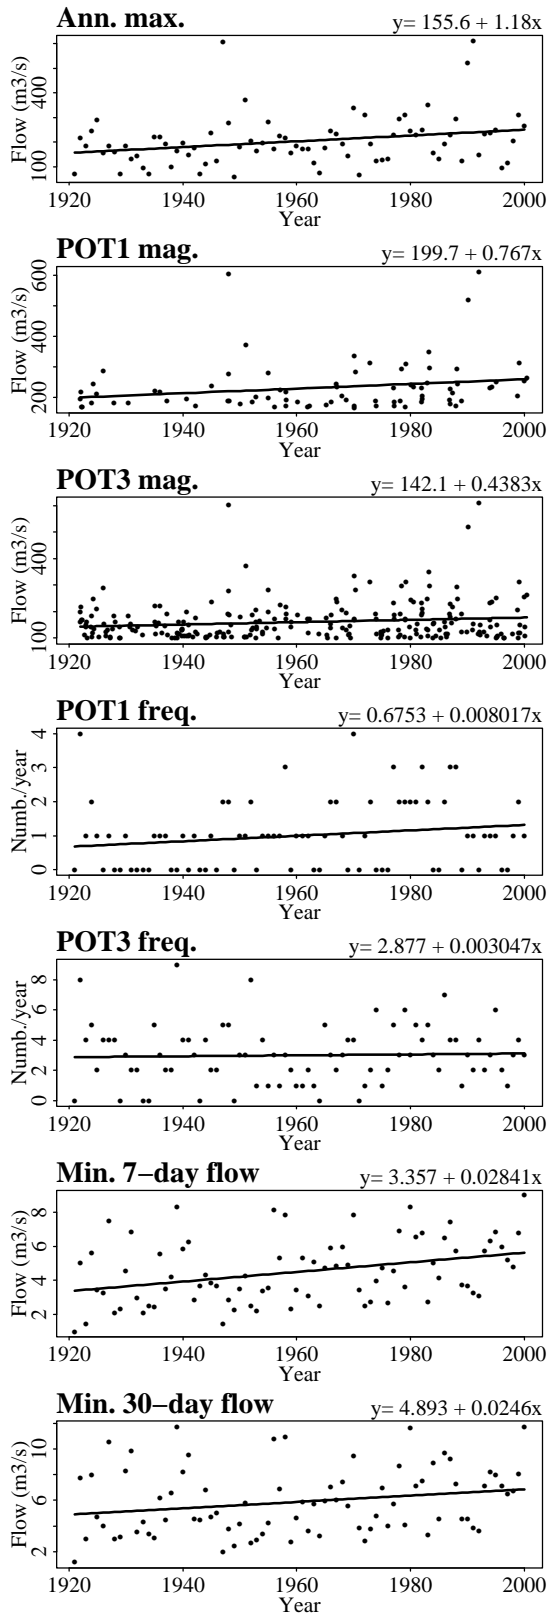 Ann. max. y= 155.6 + 1.18x
Flow (m3/s)
400
100
1920 1940 1960 1980 2000
Year
POT1 mag. y= 199.7 + 0.767x
Flow (m3/s)
600
400
200
1920 1940 1960 1980 2000
Year
POT3 mag. y= 142.1 + 0.4383x
Flow (m3/s)
400
100
1920 1940 1960 1980 2000
Year
POT1 freq. y= 0.6753 + 0.008017x
Numb./year
4
3
2
1
0
1920 1940 1960 1980 2000
Year
POT3 freq. y= 2.877 + 0.003047x
Numb./year
8
6
4
2
0
1920 1940 1960 1980 2000
Year
Min. 7−day flow y= 3.357 + 0.02841x
Flow (m3/s)
8
6
4
2
1920 1940 1960 1980 2000
Year
Min. 30−day flow y= 4.893 + 0.0246x
Flow (m3/s)
10
6
2
1920 1940 1960 1980 2000
Year